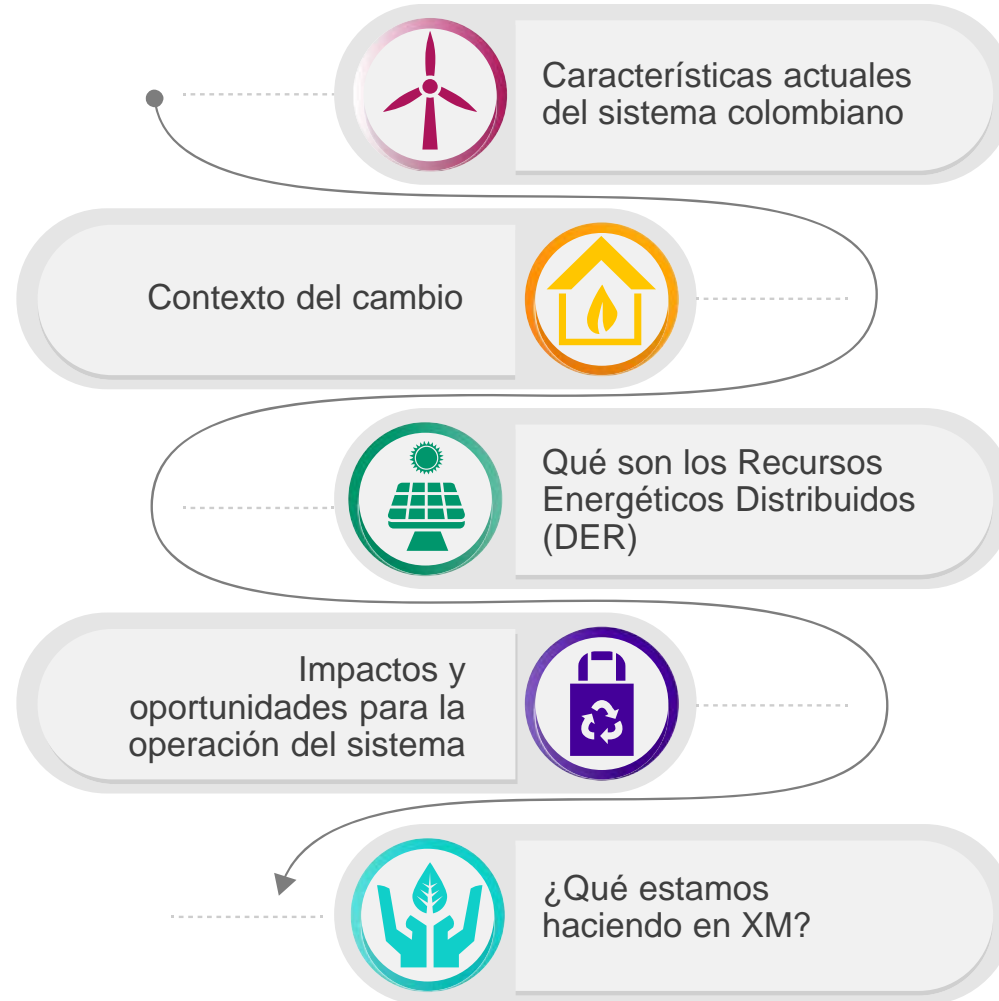 Características actuales
del sistema colombiano
Contexto del cambio
Qué son los Recursos
Energéticos Distribuidos
(DER)
Impactos y
oportunidades para la
operación del sistema
¿Qué estamos
haciendo en XM?